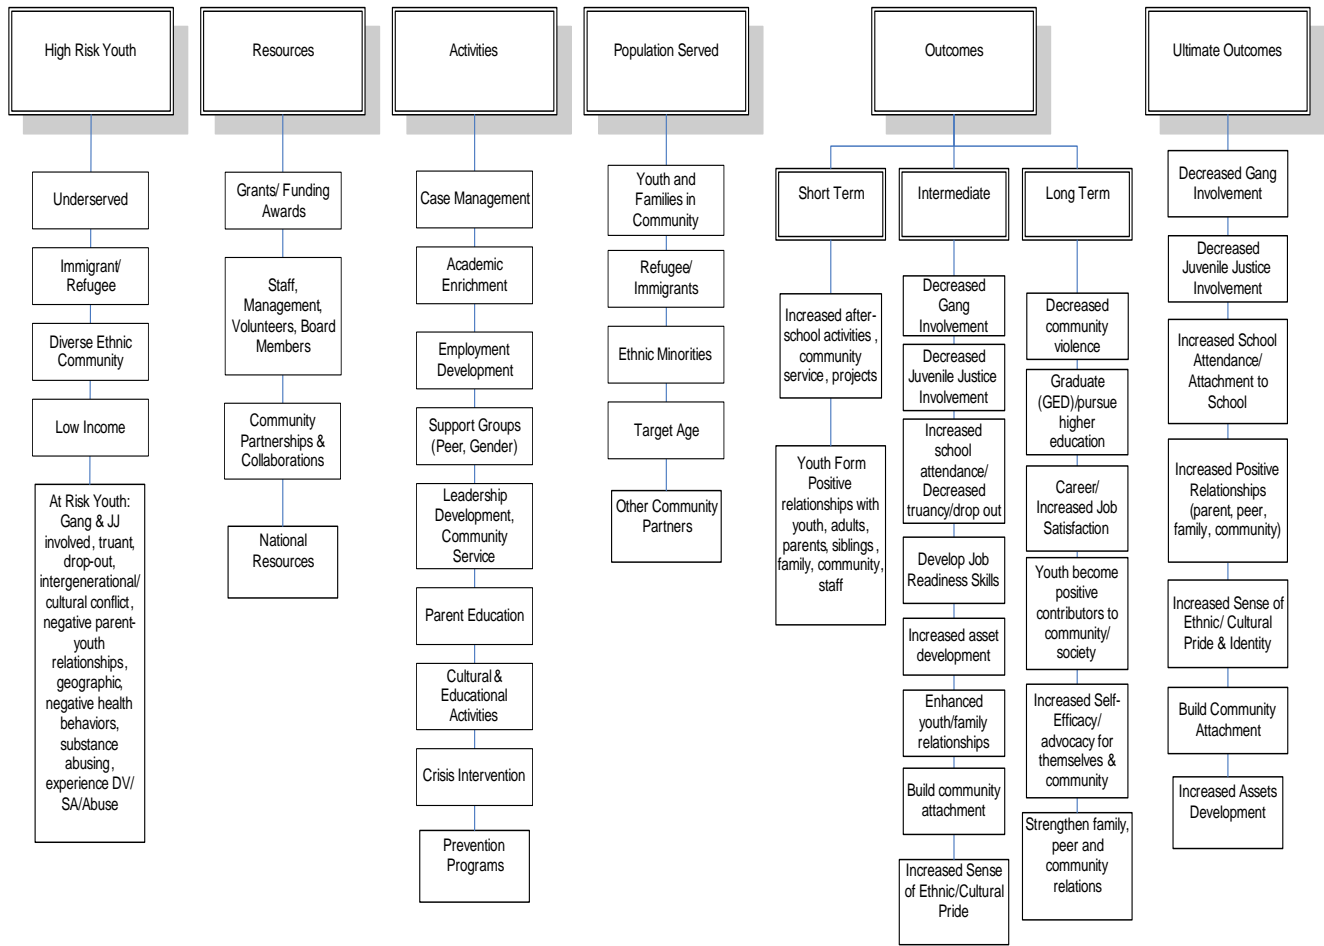 High Risk Youth
Resources
Activities
Population Served
Outcomes
Ultimate Outcomes
Underserved
Immigrant/
Refugee
Diverse Ethnic
Community
Low Income
At Risk Youth:
Gang & JJ
involved, truant,
drop-out,
intergenerational/
cultural conflict,
negative parent-
youth
relationships,
geographic,
negative health
behaviors,
substance
abusing,
experience DV/
SA/Abuse
Grants/ Funding
Awards
Staff,
Management,
Volunteers, Board
Members
Community
Partnerships &
Collaborations
National
Resources
Case Management
Academic
Enrichment
Employment
Development
Support Groups
(Peer, Gender)
Leadership
Development,
Community
Service
Parent Education
Cultural &
Educational
Activities
Crisis Intervention
Prevention
Programs
Youth and
Families in
Community
Refugee/
Immigrants
Ethnic Minorities
Target Age
Other Community
Partners
Short Term
Increased after-
school activities ,
community
service, projects
Youth Form
Positive
relationships with
youth, adults,
parents, siblings,
family, community,
staff
Intermediate
Decreased
Gang
Involvement
Decreased
Juvenile Justice
Involvement
Increased
school
attendance/
Decreased
truancy/drop out
Develop Job
Readiness Skills
Increased asset
development
Enhanced
youth/family
relationships
Build community
attachment
Increased Sense
of Ethnic/Cultural
Pride
Long Term
Decreased
community
violence
Graduate
(GED)/pursue
higher
education
Career/
Increased Job
Satisfaction
Youth become
positive
contributors to
community/
society
Increased Self-
Efficacy/
advocacy for
themselves &
community
Strengthen family,
peer and
community
relations
Decreased Gang
Involvement
Decreased
Juvenile Justice
Involvement
Increased School
Attendance/
Attachment to
School
Increased Positive
Relationships
(parent, peer,
family, community)
Increased Sense of
Ethnic/ Cultural
Pride & Identity
Build Community
Attachment
Increased Assets
Development